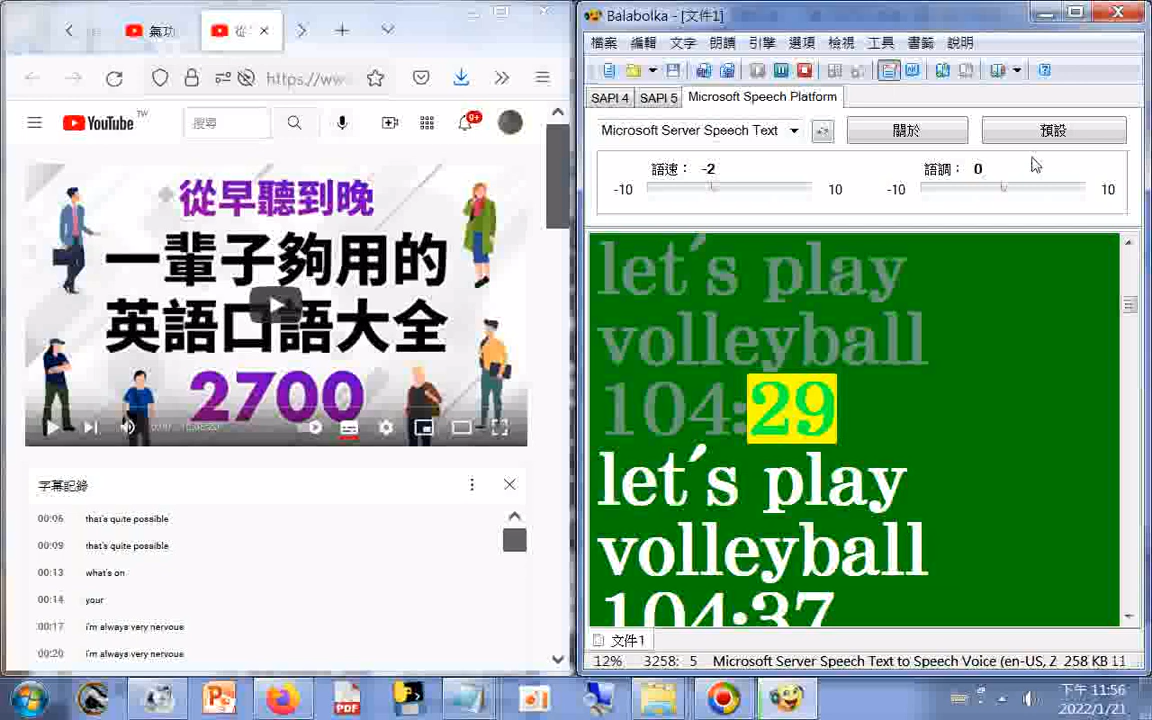 氣功
從
https://www
YouTube TW
搜尋
9+
從早聽到晚
一輩子夠用的
英語口語大全
2700
字幕記錄
00:06 that's quite possible
00:09 that's quite possible
00:13 what's on
00:14 your
00:17 i'm always very nervous
00:20 i'm always very nervous
Balabolka - [文件1]
檔案 編輯 文字 朗讀 引擎 選項 檢視 工具 書籤 說明
SAPI 4 SAPI 5 Microsoft Speech Platform
Microsoft Server Speech Text
關於
預設
語速： -2
-10 10
語調： 0
-10 10
let´s play
volleyball
104:29
let´s play
volleyball
104:37
文件1
12% 3258: 5 Microsoft Server Speech Text to Speech Voice (en-US, Z 258 KB 11
PDF
下午 11:56
2022/1/21